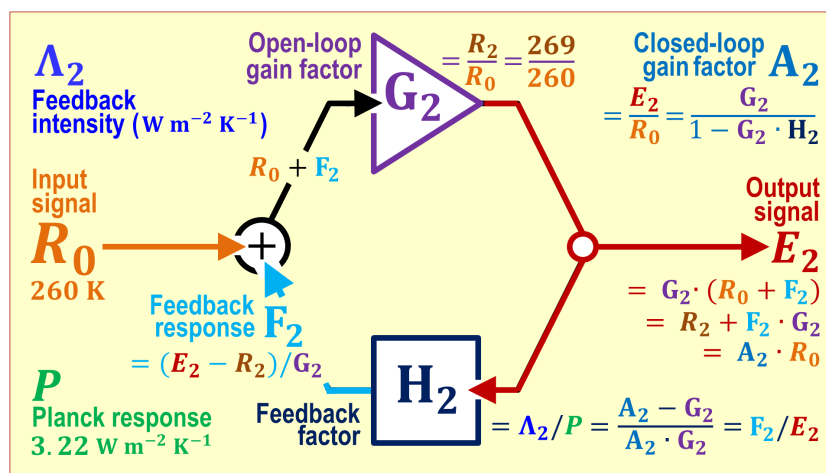 Λ₂
Feedback
intensity (W m⁻² K⁻¹)
Open-loop
gain factor
G₂
= R₂/R₀ = 269/260
Closed-loop
gain factor A₂
= E₂/R₀ = G₂/(1 − G₂ · H₂)
R₀ + F₂
Input
signal
R₀
260 K
+
Output
signal
E₂
= G₂· (R₀ + F₂)
= R₂ + F₂ · G₂
= A₂ · R₀
Feedback
response F₂
= (E₂ − R₂)/G₂
P
Planck response
3.22 W m⁻² K⁻¹
H₂
Feedback
factor
= Λ₂/P = (A₂ − G₂)/(A₂ · G₂) = F₂/E₂